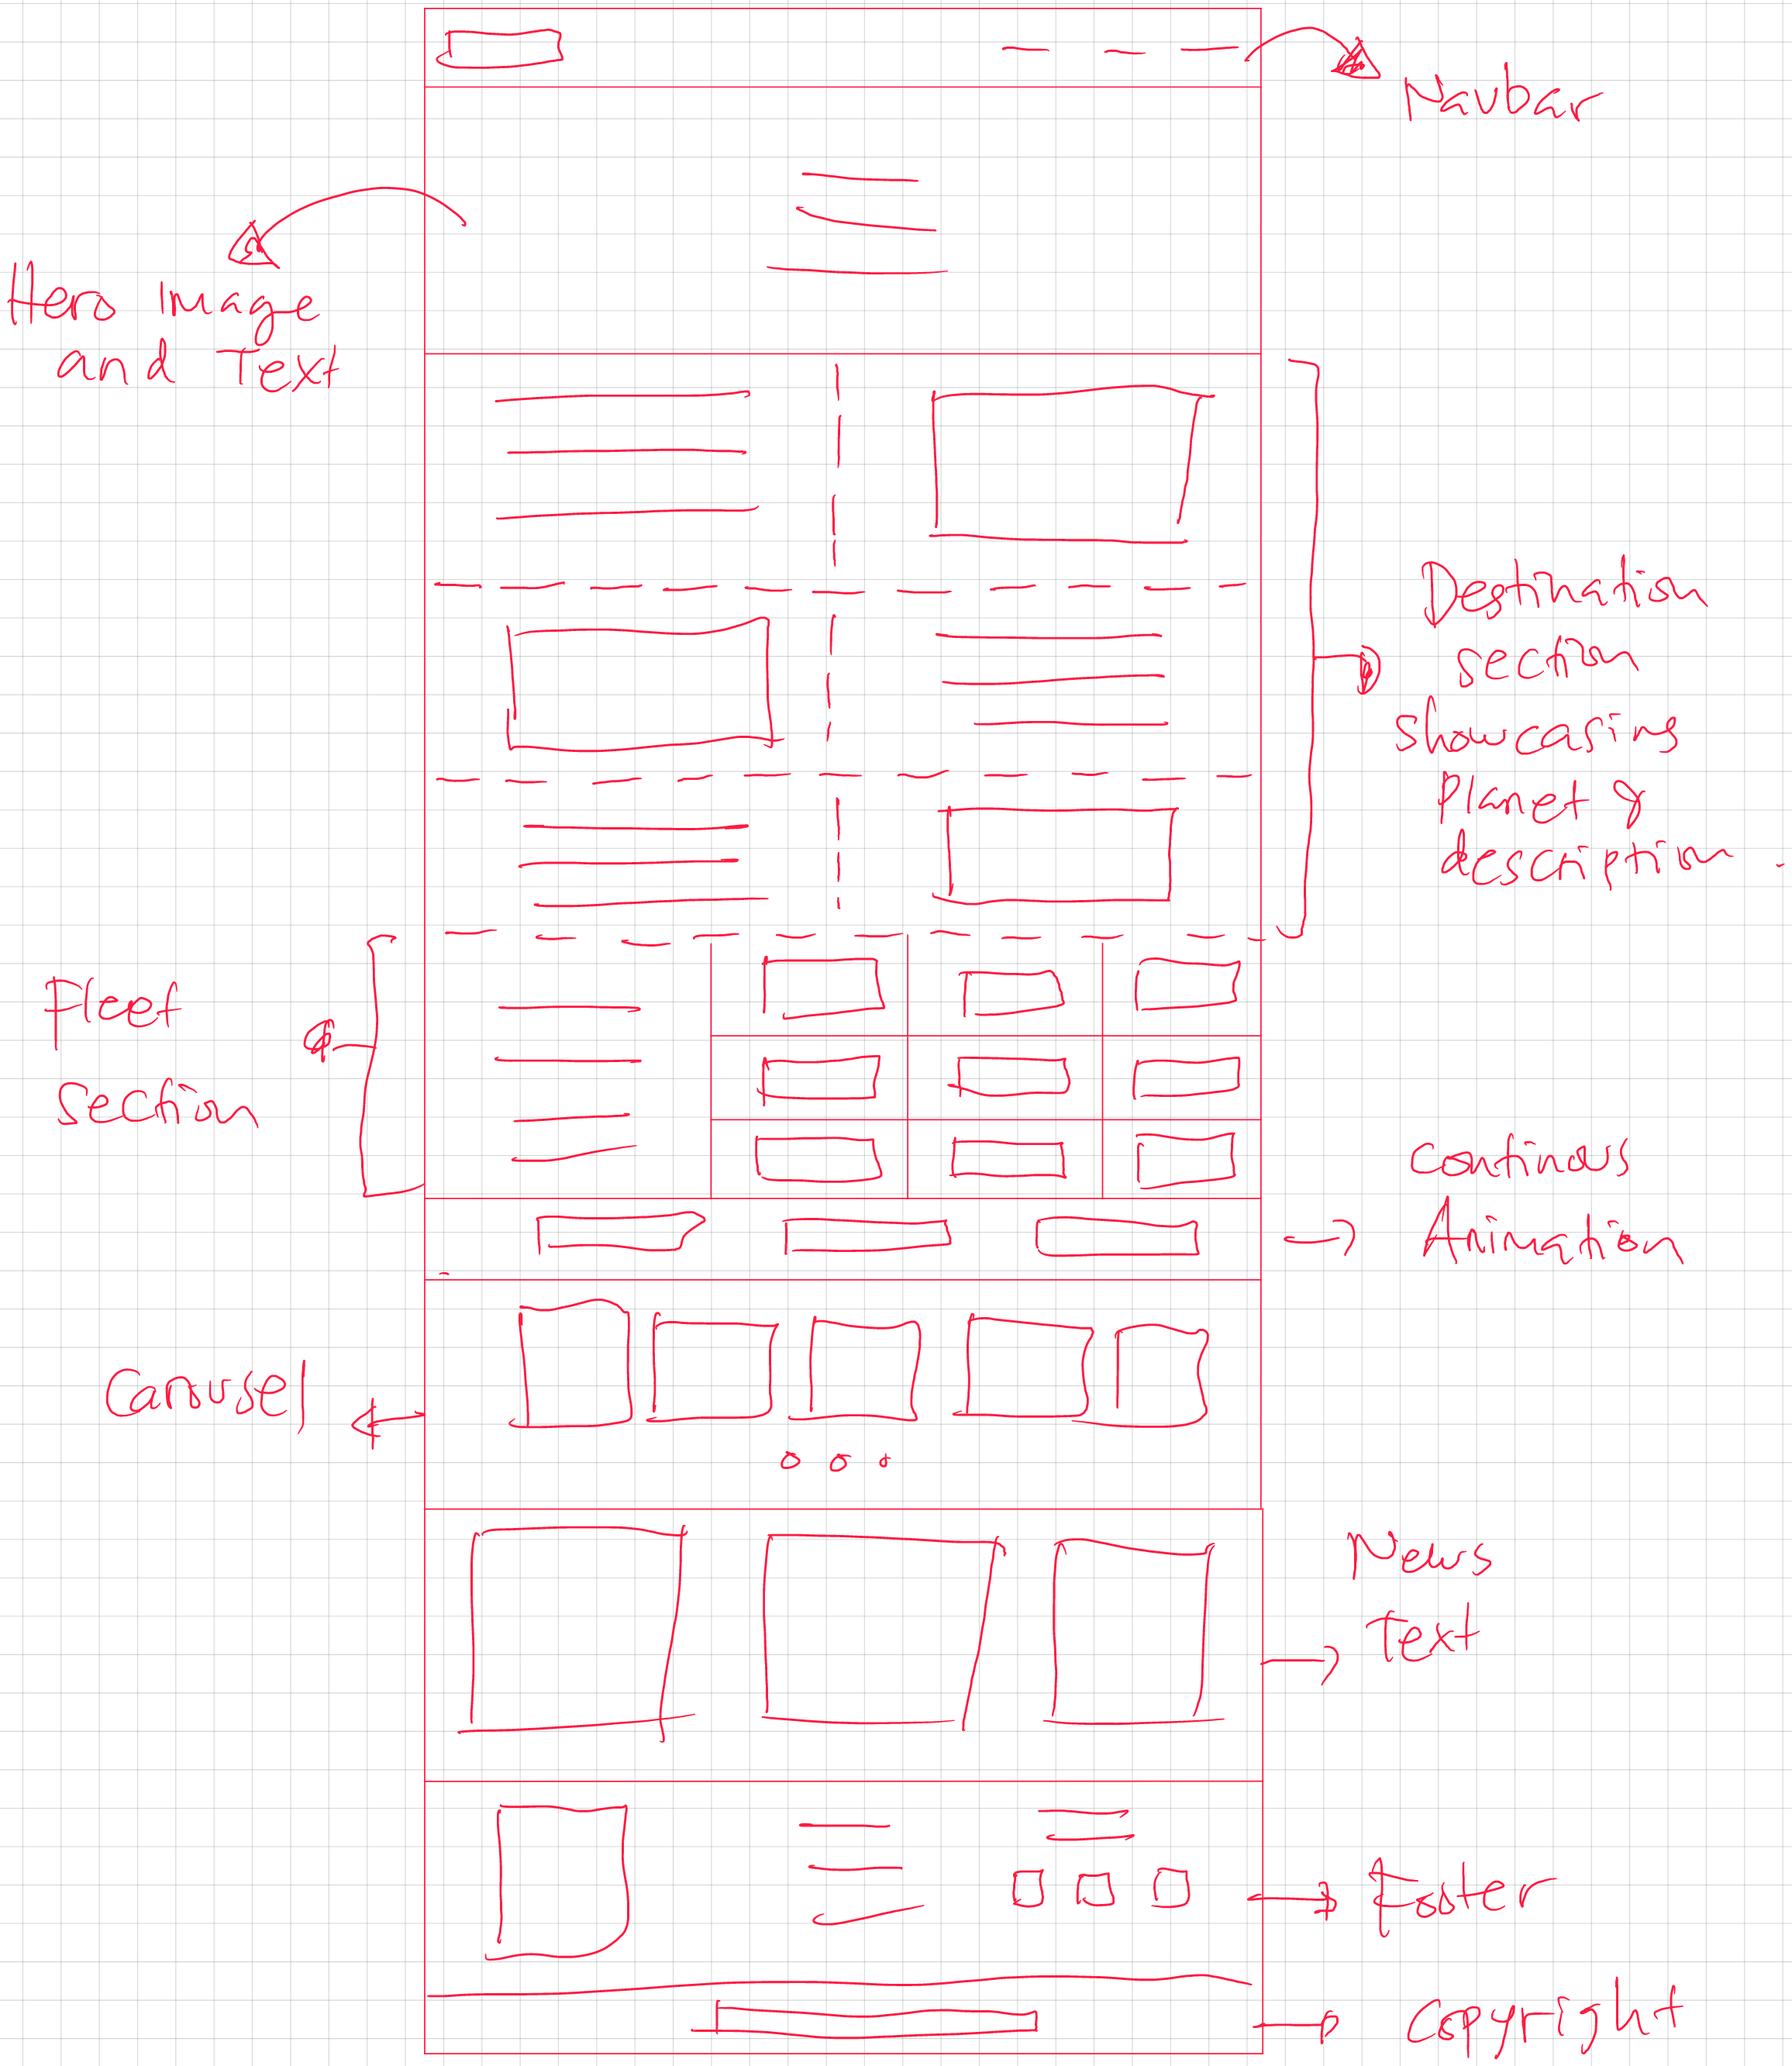 Navbar
Hero Image
and Text
Destination
section
showcasing
Planet &
description.
Fleet
section
Continous
Animation
Carousel
News
Text
Footer
Copyright